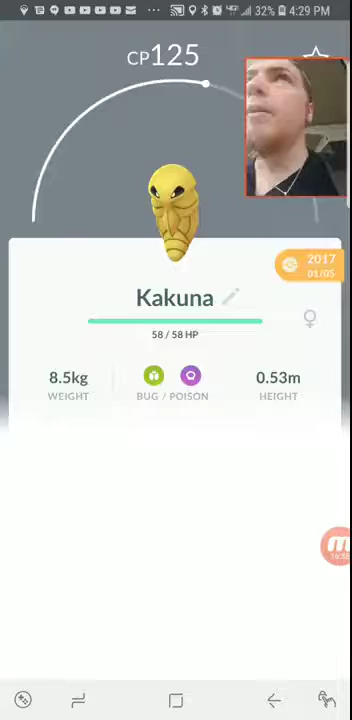 32% 4:29 PM
CP125
2017
01/05
Kakuna
58 / 58 HP
8.5kg
0.53m
WEIGHT
BUG / POISON
HEIGHT